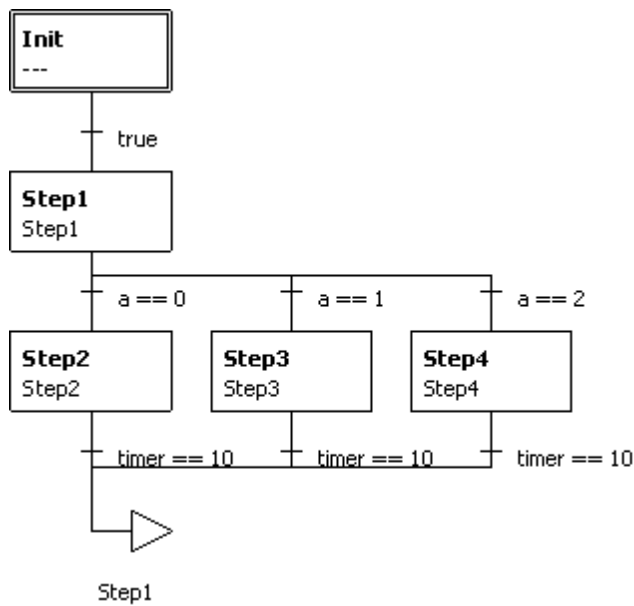 Init
---
true
Step1
Step1
a == 0
a == 1
a == 2
Step2
Step2
Step3
Step3
Step4
Step4
timer == 10
timer == 10
timer == 10
Step1